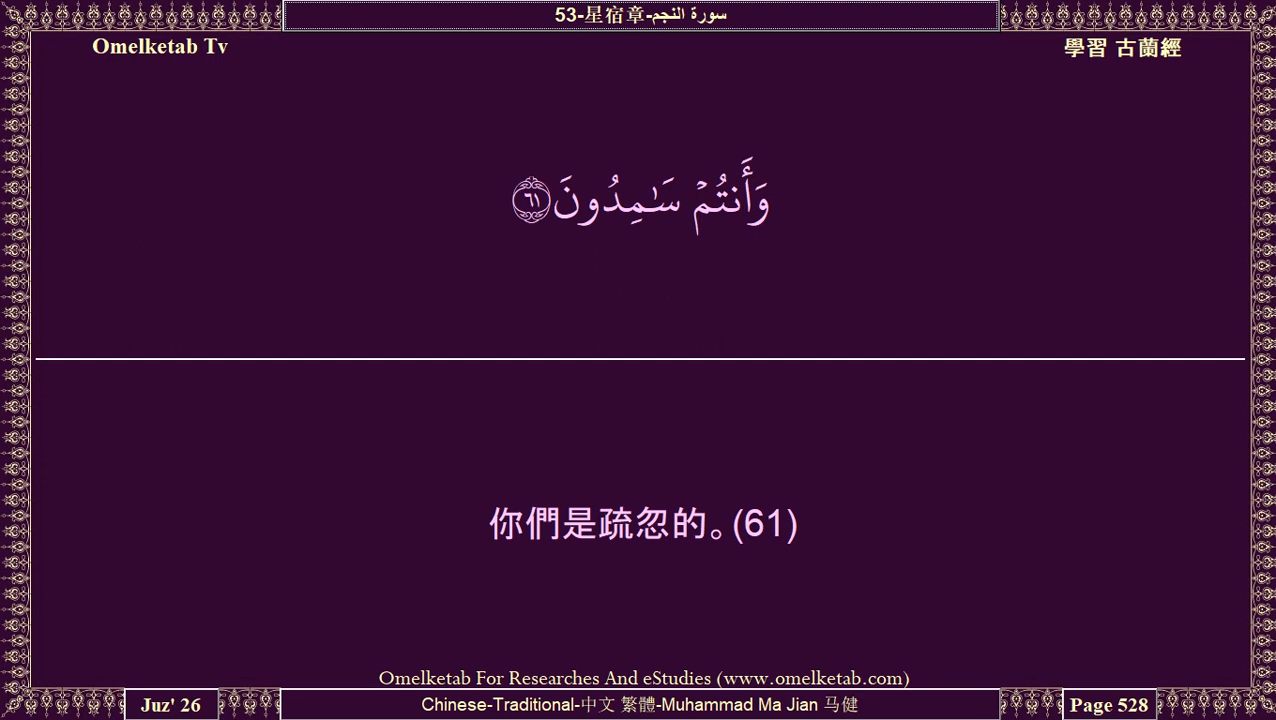 53-星宿章-سورة النجم
Omelketab Tv
學習 古蘭經
وَأَنتُمۡ سَـٰمِدُونَ ٦١
你們是疏忽的。(61)
Omelketab For Researches And eStudies (www.omelketab.com)
Juz' 26
Chinese-Traditional-中文 繁體-Muhammad Ma Jian 马健
Page 528